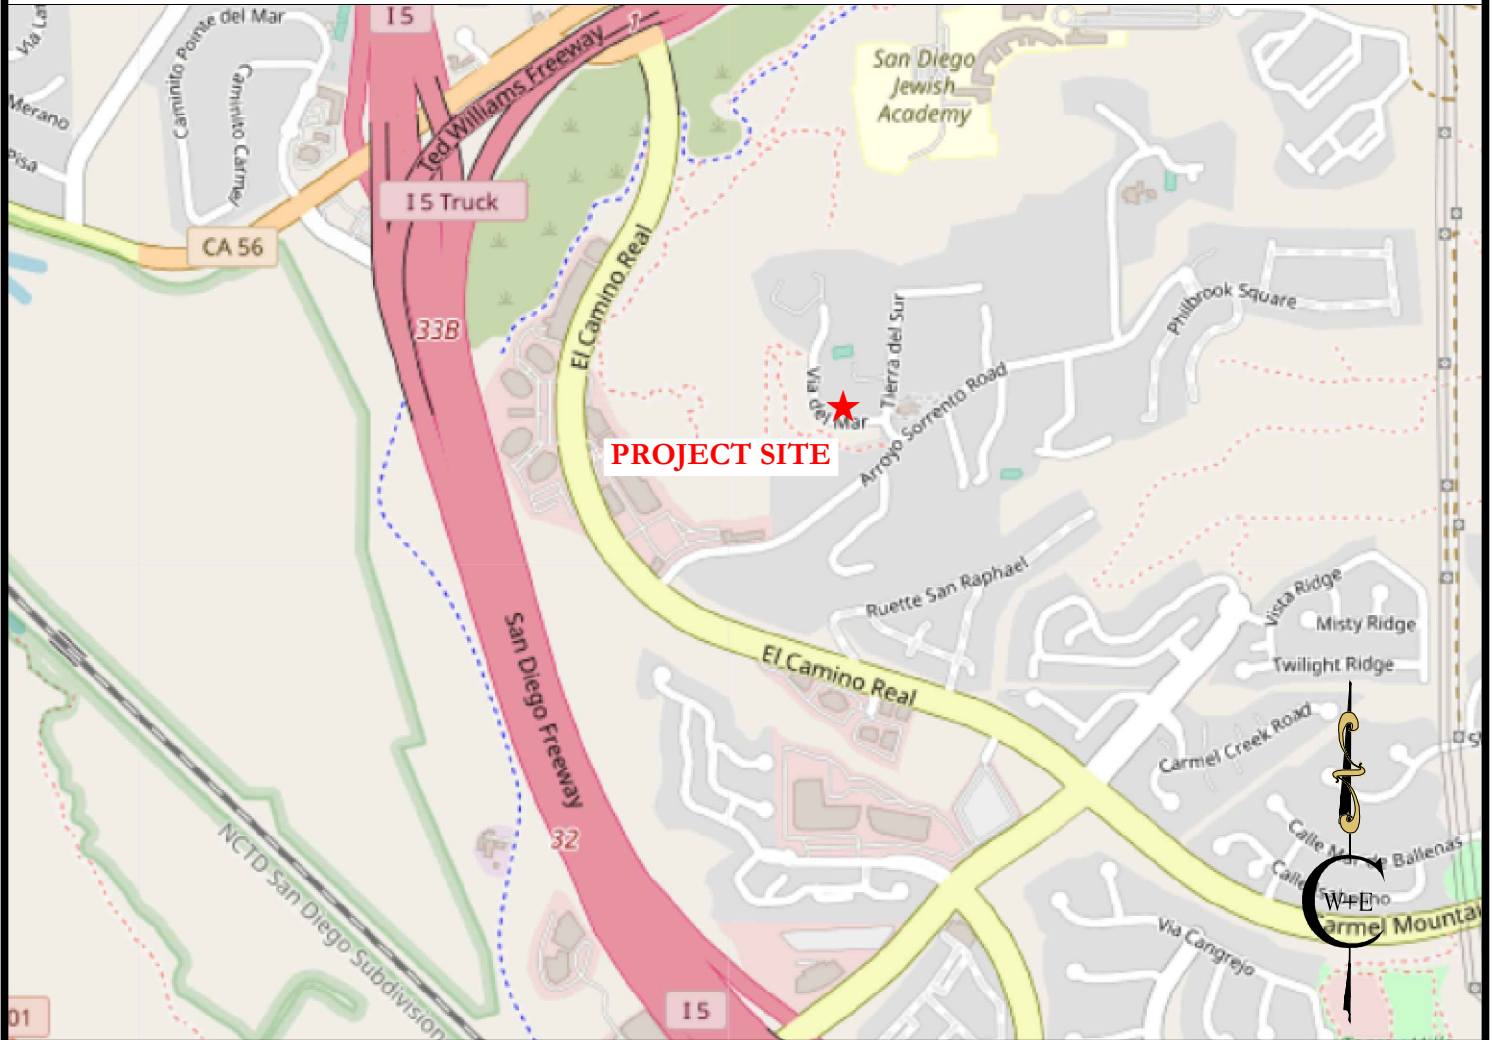 I 5
Caminito Pointe del Mar
Via Lat
Ted Williams Freeway
San Diego
Jewish
Academy
Caminito Carmel
Merano
Pisa
I 5 Truck
CA 56
El Camino Real
33B
Tierra del Sur
Philbrook Square
Via del Mar
Arroyo Sorrento Road
PROJECT SITE
Ruette San Raphael
Vista Ridge
Misty Ridge
Twilight Ridge
El Camino Real
San Diego Freeway
Carmel Creek Road
32
NCTD San Diego Subdivision
Calle Mar de Ballenas
Calle
W+E
Carmel Mountai
Via Cangrejo
I 5
01